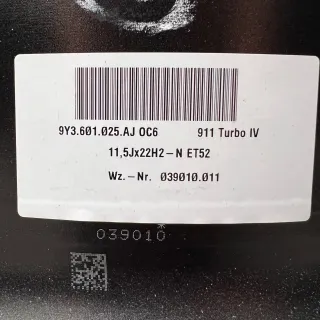 9Y3.601.025.AJ OC6 911 Turbo IV
11,5Jx22H2-N ET52
Wz.-Nr. 039010.011
039010*